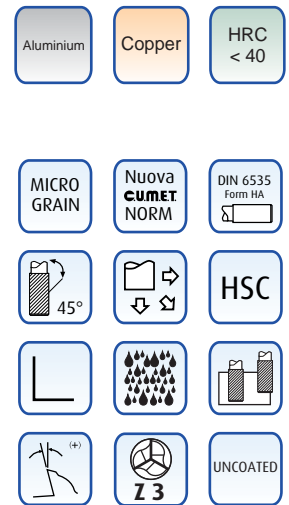 Aluminium
Copper
HRC
< 40
MICRO
GRAIN
Nuova
C.U.M.E.T.
NORM
DIN 6535
Form HA
45°
HSC
(+)
Z 3
UNCOATED